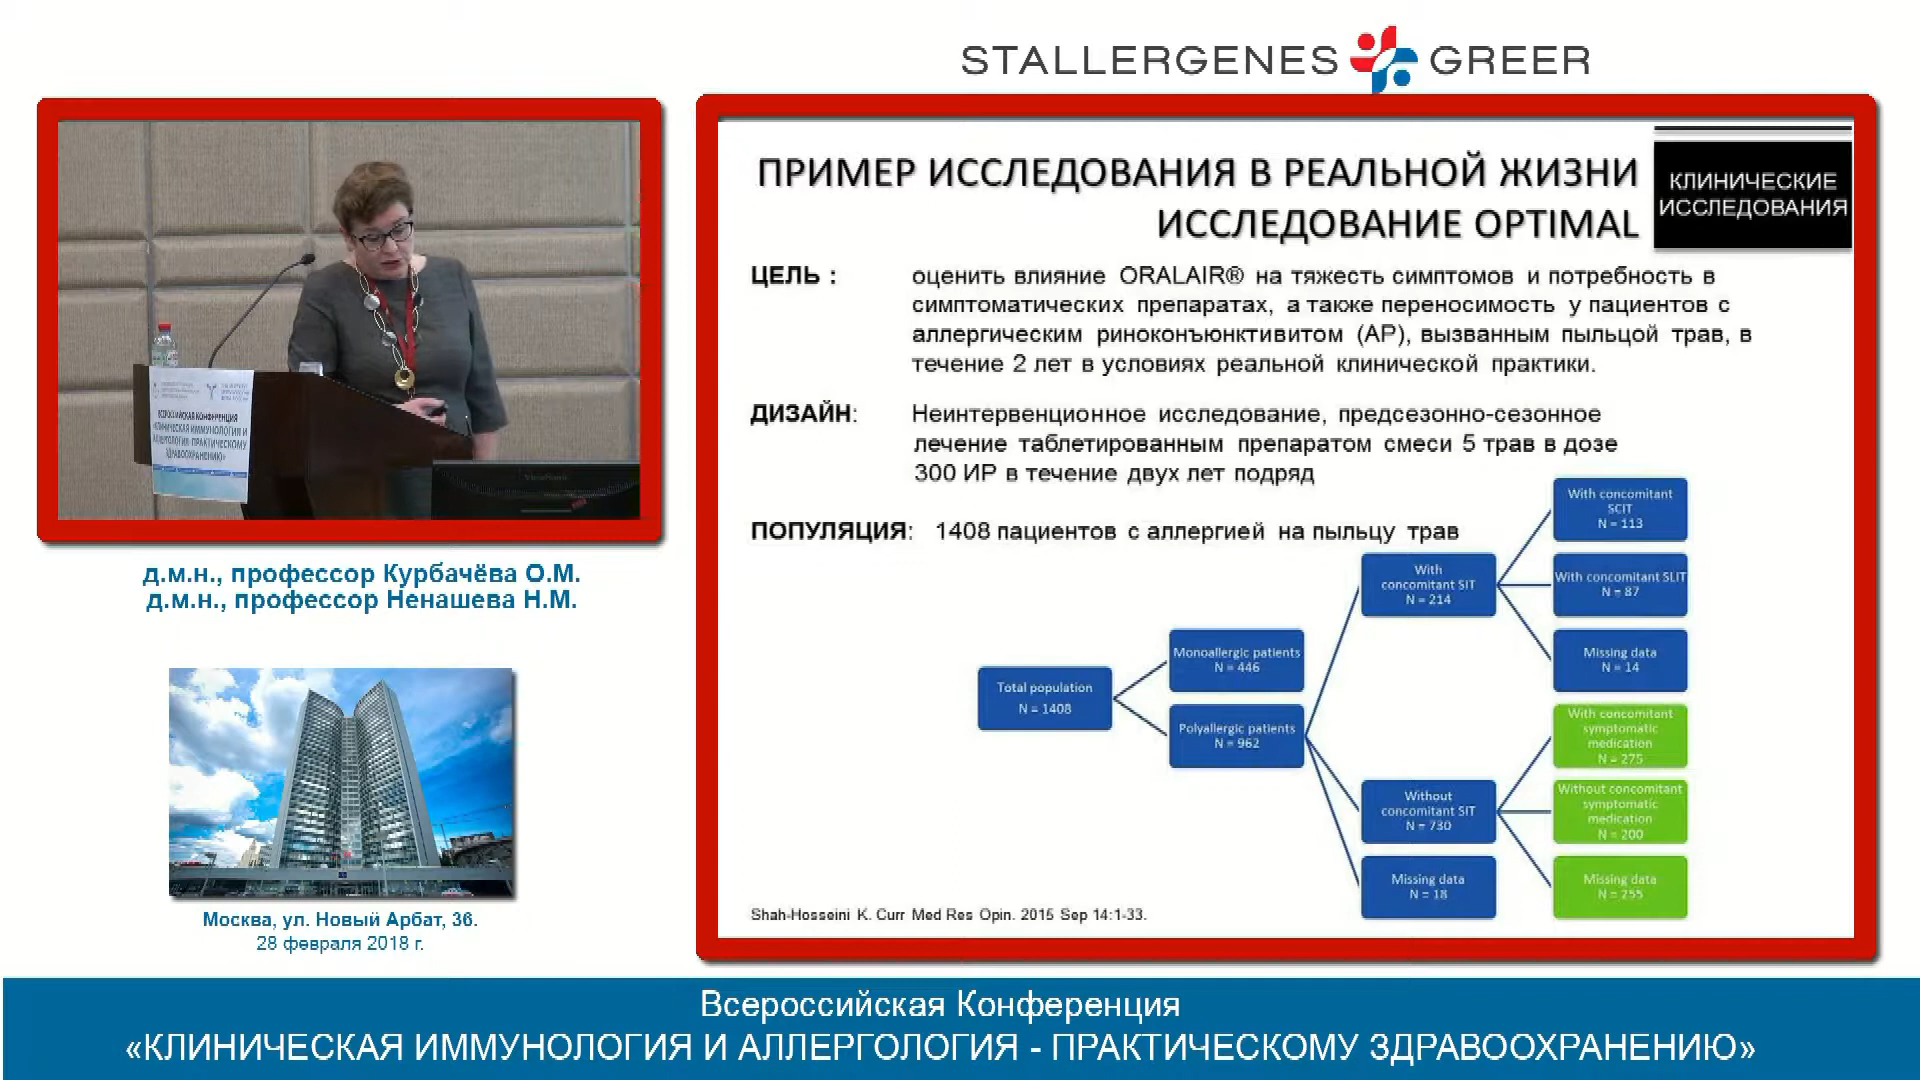 STALLERGENES GREER
ПРИМЕР ИССЛЕДОВАНИЯ В РЕАЛЬНОЙ ЖИЗНИ
ИССЛЕДОВАНИЕ OPTIMAL
КЛИНИЧЕСКИЕ
ИССЛЕДОВАНИЯ
ЦЕЛЬ : оценить влияние ORALAIR® на тяжесть симптомов и потребность в
симптоматических препаратах, а также переносимость у пациентов с
аллергическим риноконъюнктивитом (АР), вызванным пыльцой трав, в
течение 2 лет в условиях реальной клинической практики.
ДИЗАЙН: Неинтервенционное исследование, предсезонно-сезонное
лечение таблетированным препаратом смеси 5 трав в дозе
300 ИР в течение двух лет подряд
ПОПУЛЯЦИЯ: 1408 пациентов с аллергией на пыльцу трав
Total population
N = 1408
Monoallergic patients
N = 446
Polyallergic patients
N = 962
With
concomitant SIT
N = 214
Without
concomitant SIT
N = 730
Missing data
N = 18
With concomitant
SCIT
N = 113
With concomitant SLIT
N = 87
Missing data
N = 14
With concomitant
symptomatic
medication
N = 275
Without concomitant
symptomatic
medication
N = 200
Missing data
N = 255
Shah-Hosseini K. Curr Med Res Opin. 2015 Sep 14:1-33.
ВСЕРОССИЙСКАЯ КОНФЕРЕНЦИЯ
«КЛИНИЧЕСКАЯ ИММУНОЛОГИЯ И
АЛЛЕРГОЛОГИЯ - ПРАКТИЧЕСКОМУ
ЗДРАВООХРАНЕНИЮ»
д.м.н., профессор Курбачёва О.М.
д.м.н., профессор Ненашева Н.М.
Москва, ул. Новый Арбат, 36.
28 февраля 2018 г.
Всероссийская Конференция
«КЛИНИЧЕСКАЯ ИММУНОЛОГИЯ И АЛЛЕРГОЛОГИЯ - ПРАКТИЧЕСКОМУ ЗДРАВООХРАНЕНИЮ»